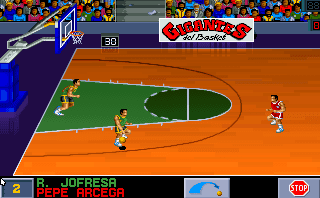 GIGANTES
del Basket
30
2
R. JOFRESA
PEPE ARCEGA
STOP